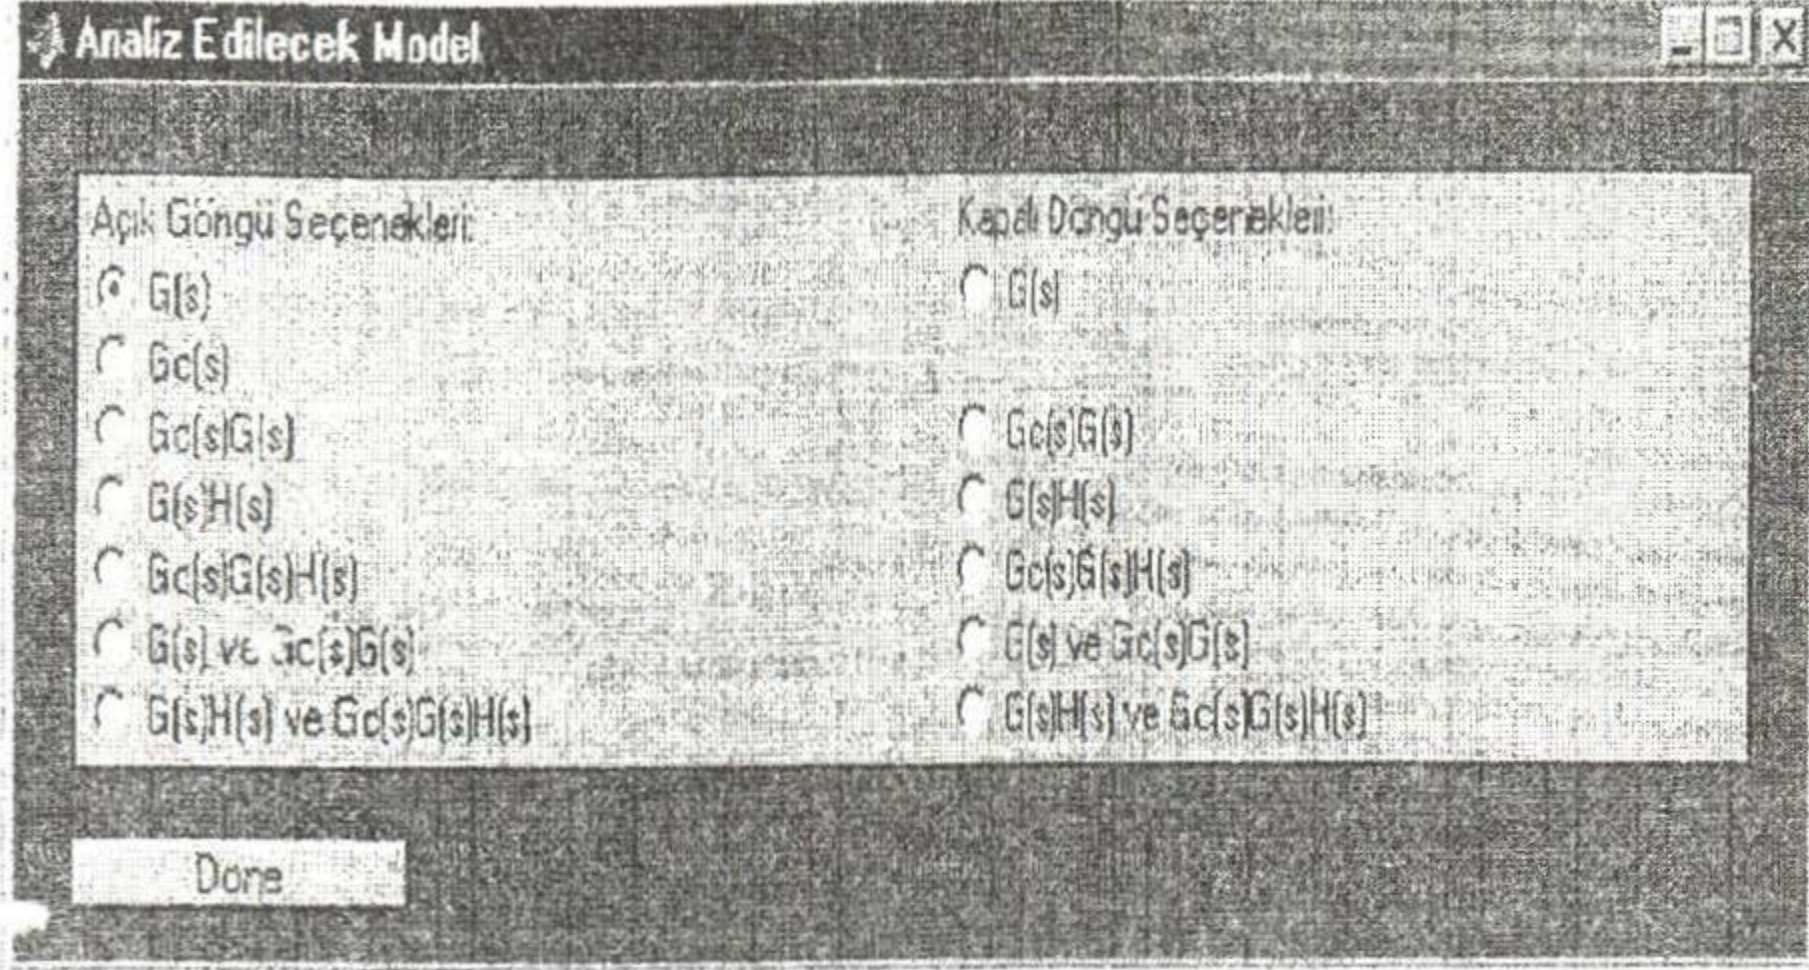 Analiz Edilecek Model
Açık Göngü Seçenekleri:
G(s)
Gc(s)
Gc(s)G(s)
G(s)H(s)
Gc(s)G(s)H(s)
G(s) ve Gc(s)G(s)
G(s)H(s) ve Gc(s)G(s)H(s)
Kapalı Döngü Seçenekleri:
G(s)
Gc(s)G(s)
G(s)H(s)
Gc(s)G(s)H(s)
G(s) ve Gc(s)G(s)
G(s)H(s) ve Gc(s)G(s)H(s)
Done